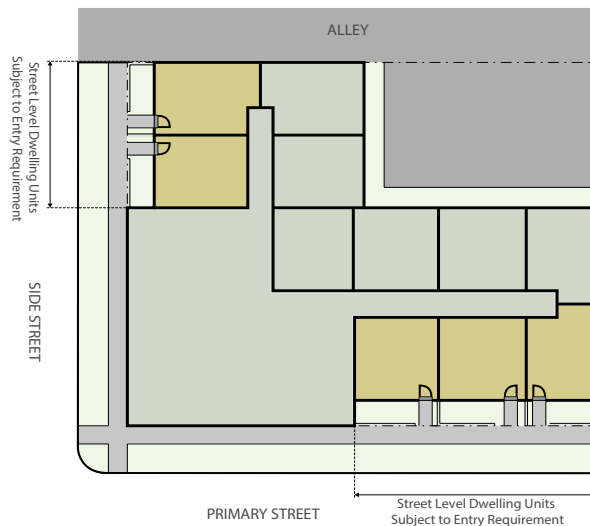 ALLEY
Street Level Dwelling Units
Subject to Entry Requirement
SIDE STREET
PRIMARY STREET
Street Level Dwelling Units
Subject to Entry Requirement